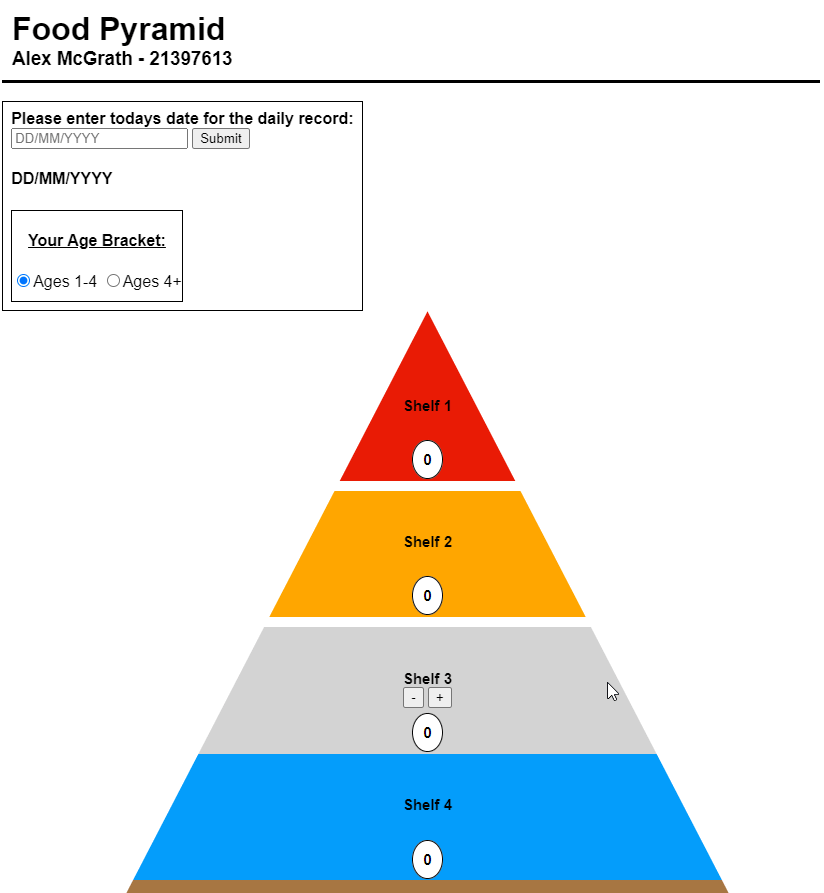 Food Pyramid
Alex McGrath - 21397613
Please enter todays date for the daily record:
DD/MM/YYYY Submit
DD/MM/YYYY
Your Age Bracket:
Ages 1-4 Ages 4+
Shelf 1
0
Shelf 2
0
Shelf 3
- +
0
Shelf 4
0